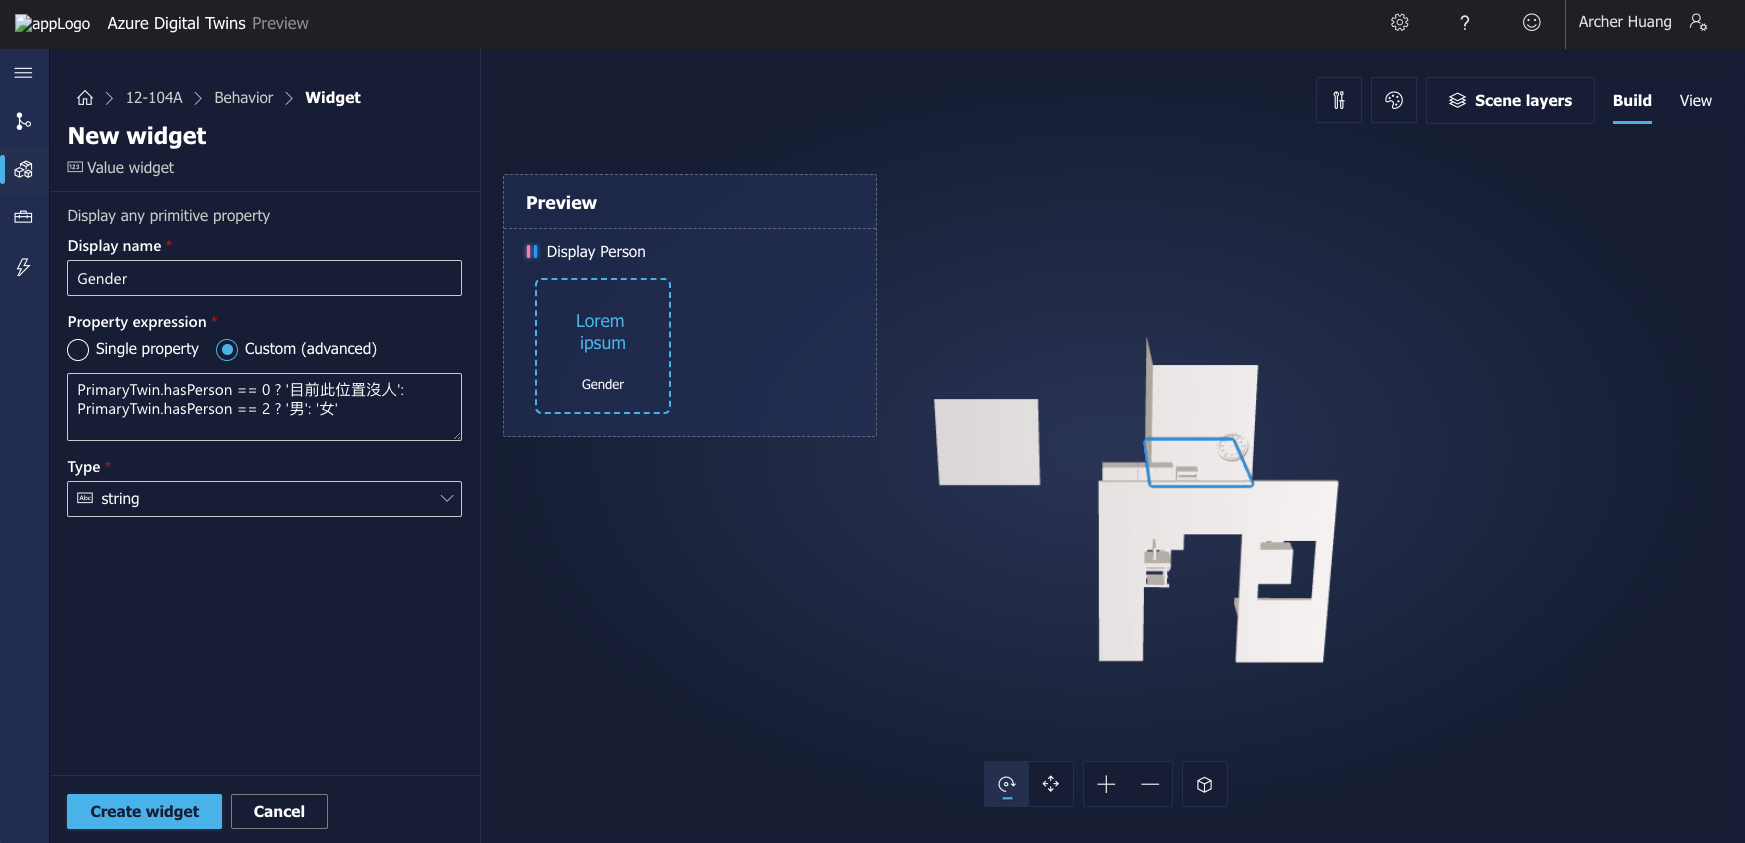 appLogo
Azure Digital Twins Preview
?
Archer Huang
12-104A
Behavior
Widget
New widget
123 Value widget
Display any primitive property
Display name *
Gender
Property expression *
Single property
Custom (advanced)
PrimaryTwin.hasPerson == 0 ? '目前此位置沒人':
PrimaryTwin.hasPerson == 2 ? '男': '女'
Type *
Abc string
Create widget
Cancel
Scene layers
Build
View
Preview
Display Person
Lorem
ipsum
Gender